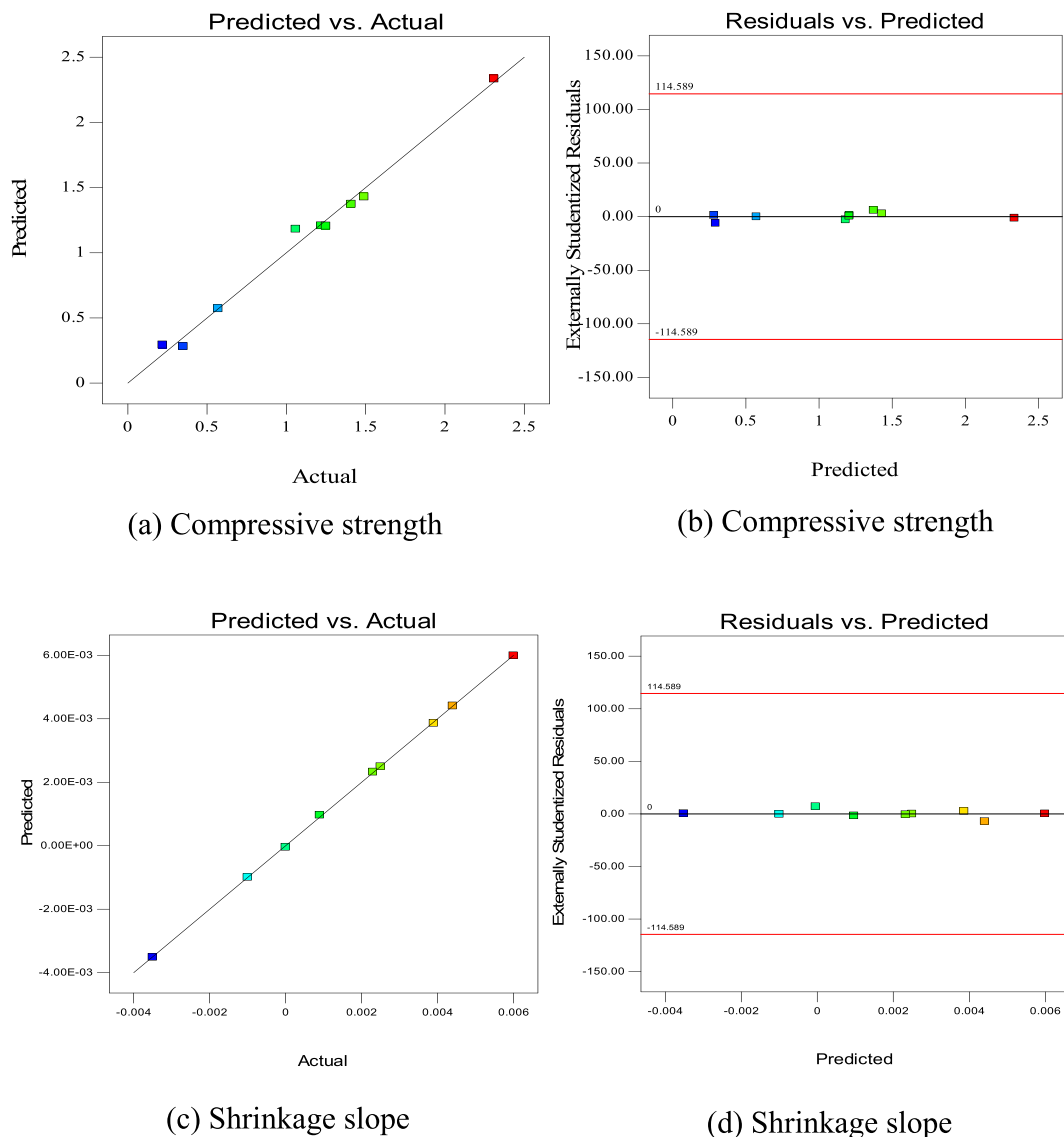 Predicted vs. Actual
2.5
2
1.5
1
0.5
0
Predicted
0 0.5 1 1.5 2 2.5
Actual
(a) Compressive strength
Residuals vs. Predicted
150.00
100.00
50.00
0.00
-50.00
-100.00
-150.00
114.589
0
-114.589
Externally Studentized Residuals
0 0.5 1 1.5 2 2.5
Predicted
(b) Compressive strength
Predicted vs. Actual
6.00E-03
4.00E-03
2.00E-03
0.00E+00
-2.00E-03
-4.00E-03
Predicted
-0.004 -0.002 0 0.002 0.004 0.006
Actual
(c) Shrinkage slope
Residuals vs. Predicted
150.00
100.00
50.00
0.00
-50.00
-100.00
-150.00
114.589
0
-114.589
Externally Studentized Residuals
-0.004 -0.002 0 0.002 0.004 0.006
Predicted
(d) Shrinkage slope